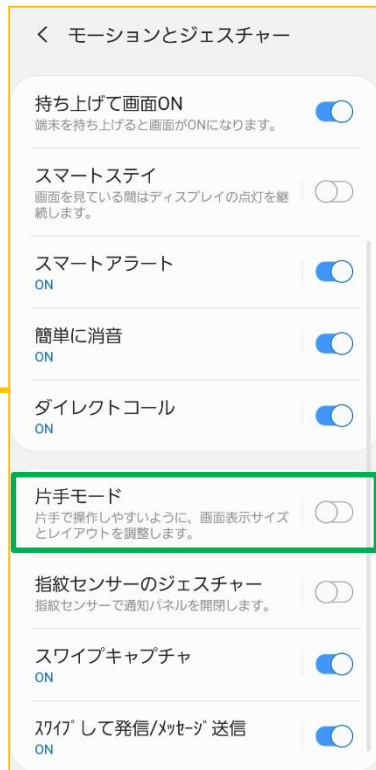 モーションとジェスチャー
持ち上げて画面ON
端末を持ち上げると画面がONになります。
スマートステイ
画面を見ている間はディスプレイの点灯を継
続します。
スマートアラート
ON
簡単に消音
ON
ダイレクトコール
ON
片手モード
片手で操作しやすいように、画面表示サイズ
とレイアウトを調整します。
指紋センサーのジェスチャー
指紋センサーで通知パネルを開閉します。
スワイプキャプチャ
ON
ｽﾜｲﾌﾟして発信/ﾒｯｾｰｼﾞ送信
ON